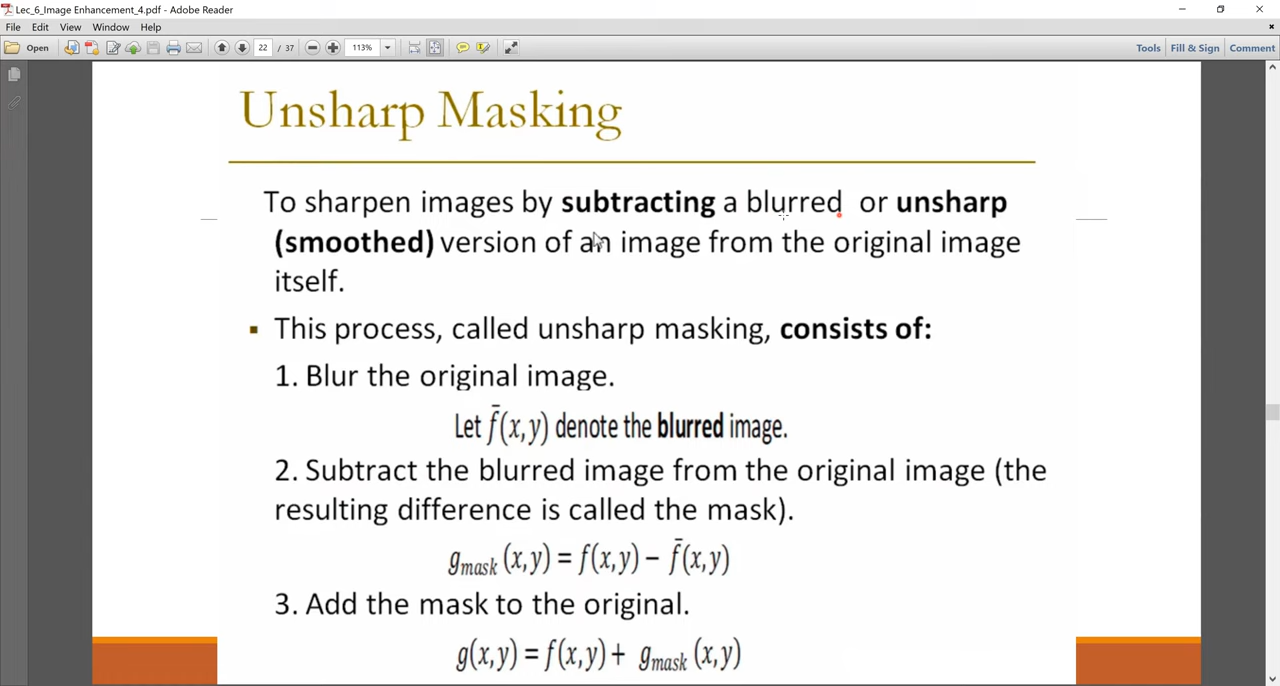 Lec_6_Image Enhancement_4.pdf - Adobe Reader
File Edit View Window Help
Open 22 / 37 113% Tools Fill & Sign Comment
Unsharp Masking
To sharpen images by subtracting a blurred or unsharp
(smoothed) version of an image from the original image
itself.
▪ This process, called unsharp masking, consists of:
1. Blur the original image.
Let f̄(x,y) denote the blurred image.
2. Subtract the blurred image from the original image (the
resulting difference is called the mask).
gmask (x,y) = f(x,y) − f̄(x,y)
3. Add the mask to the original.
g(x,y) = f(x,y) + gmask (x,y)